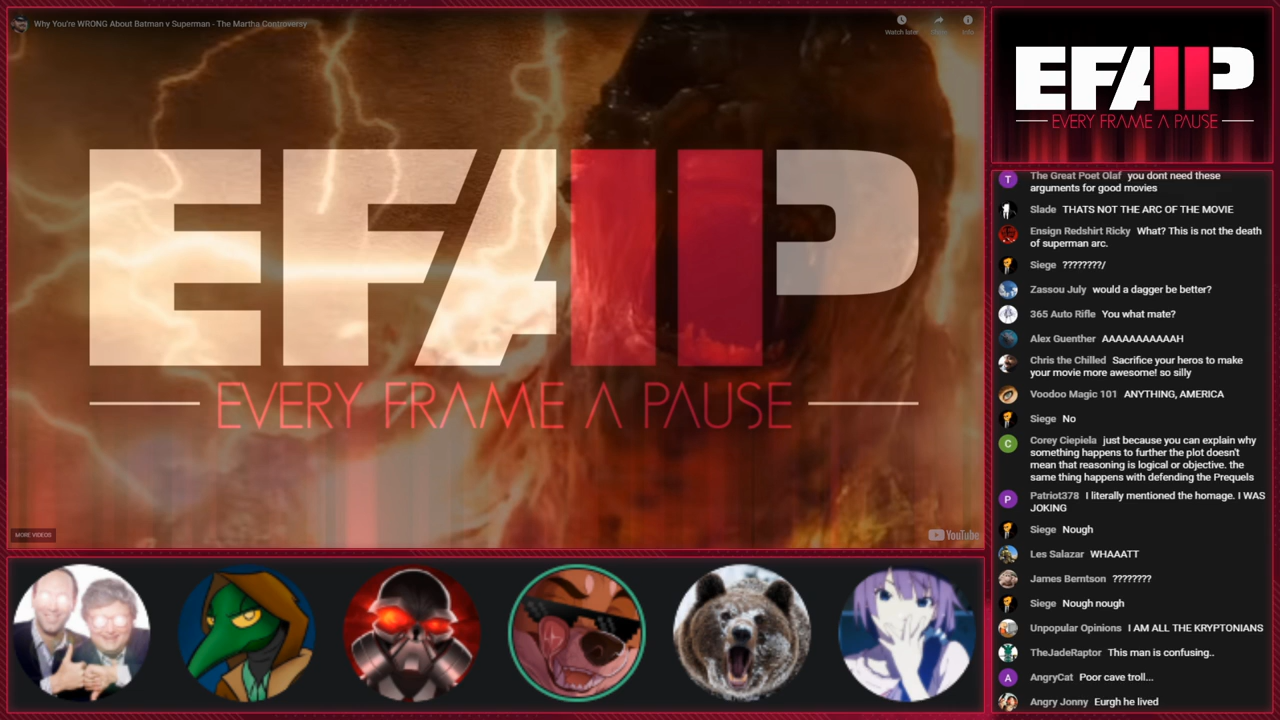 Why You're WRONG About Batman v Superman - The Martha Controversy
Watch later
Share
Info
EFAP
EVERY FRAME A PAUSE
MORE VIDEOS
YouTube
EFAP
EVERY FRAME A PAUSE
T
The Great Poet Olaf you dont need these
arguments for good movies
Slade THATS NOT THE ARC OF THE MOVIE
Ensign Redshirt Ricky What? This is not the death
of superman arc.
Siege ????????/
Zassou July would a dagger be better?
365 Auto Rifle You what mate?
Alex Guenther AAAAAAAAAAAH
Chris the Chilled Sacrifice your heros to make
your movie more awesome! so silly
Voodoo Magic 101 ANYTHING, AMERICA
Siege No
C
Corey Ciepiela just because you can explain why
something happens to further the plot doesn't
mean that reasoning is logical or objective. the
same thing happens with defending the Prequels
P
Patriot378 I literally mentioned the homage. I WAS
JOKING
Siege Nough
Les Salazar WHAAATT
James Berntson ????????
Siege Nough nough
Unpopular Opinions I AM ALL THE KRYPTONIANS
TheJadeRaptor This man is confusing..
A
AngryCat Poor cave troll...
Angry Jonny Eurgh he lived